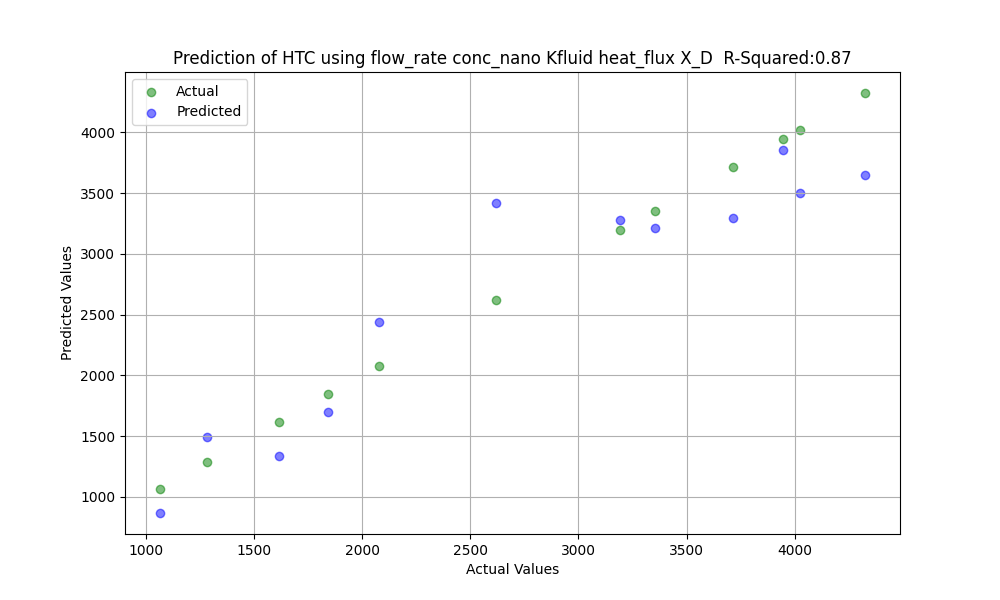 Prediction of HTC using flow_rate conc_nano Kfluid heat_flux X_D  R-Squared:0.87
Actual
Predicted
Predicted Values
4000
3500
3000
2500
2000
1500
1000
1000 1500 2000 2500 3000 3500 4000
Actual Values